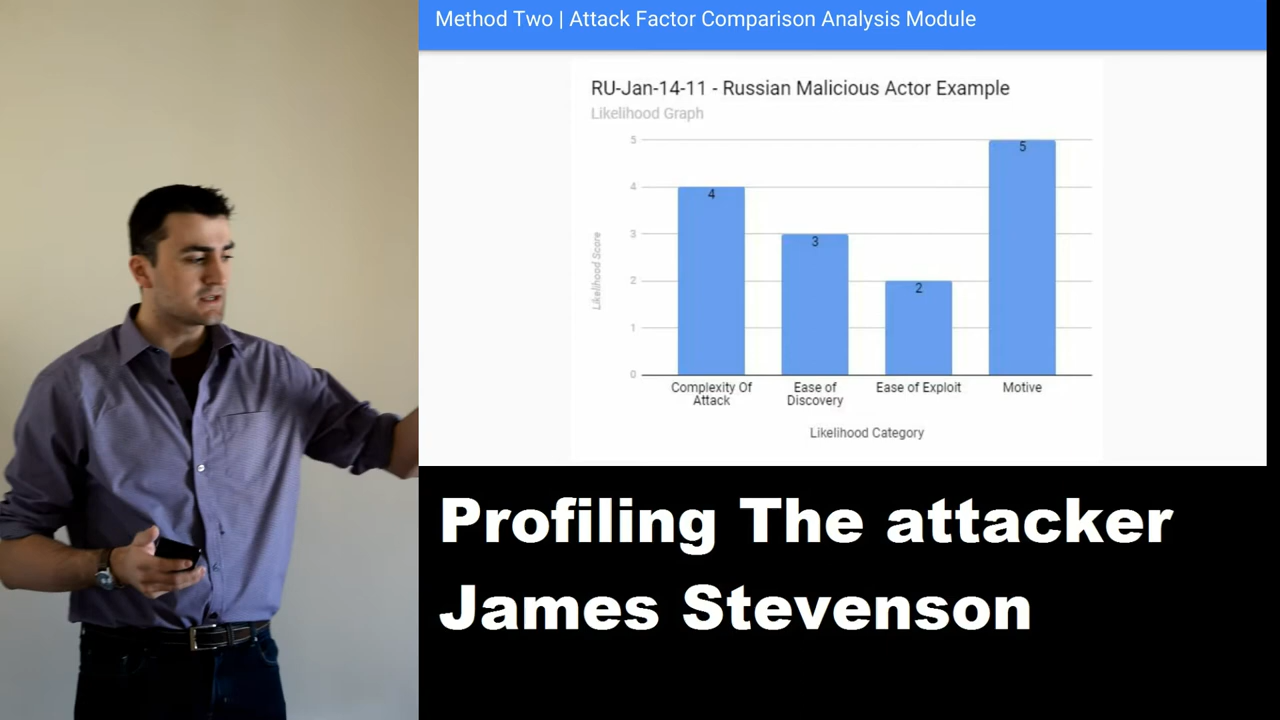 Method Two | Attack Factor Comparison Analysis Module
RU-Jan-14-11 - Russian Malicious Actor Example
Likelihood Graph
Likelihood Score
5
4
3
2
1
0
4
3
2
5
Complexity Of
Attack
Ease of
Discovery
Ease of Exploit
Motive
Likelihood Category
Profiling The attacker
James Stevenson